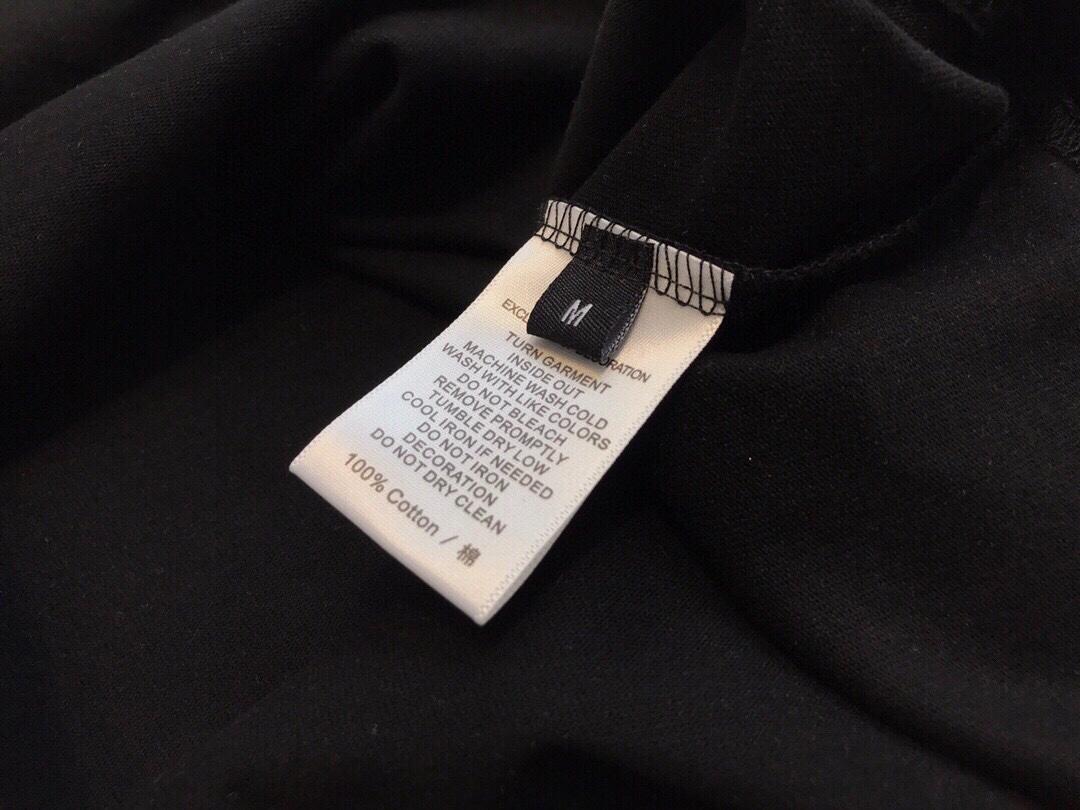 M
TURN GARMENT
INSIDE OUT
MACHINE WASH COLD
WASH WITH LIKE COLORS
DO NOT BLEACH
REMOVE PROMPTLY
TUMBLE DRY LOW
COOL IRON IF NEEDED
DO NOT IRON
DECORATION
DO NOT DRY CLEAN
100% Cotton / 棉